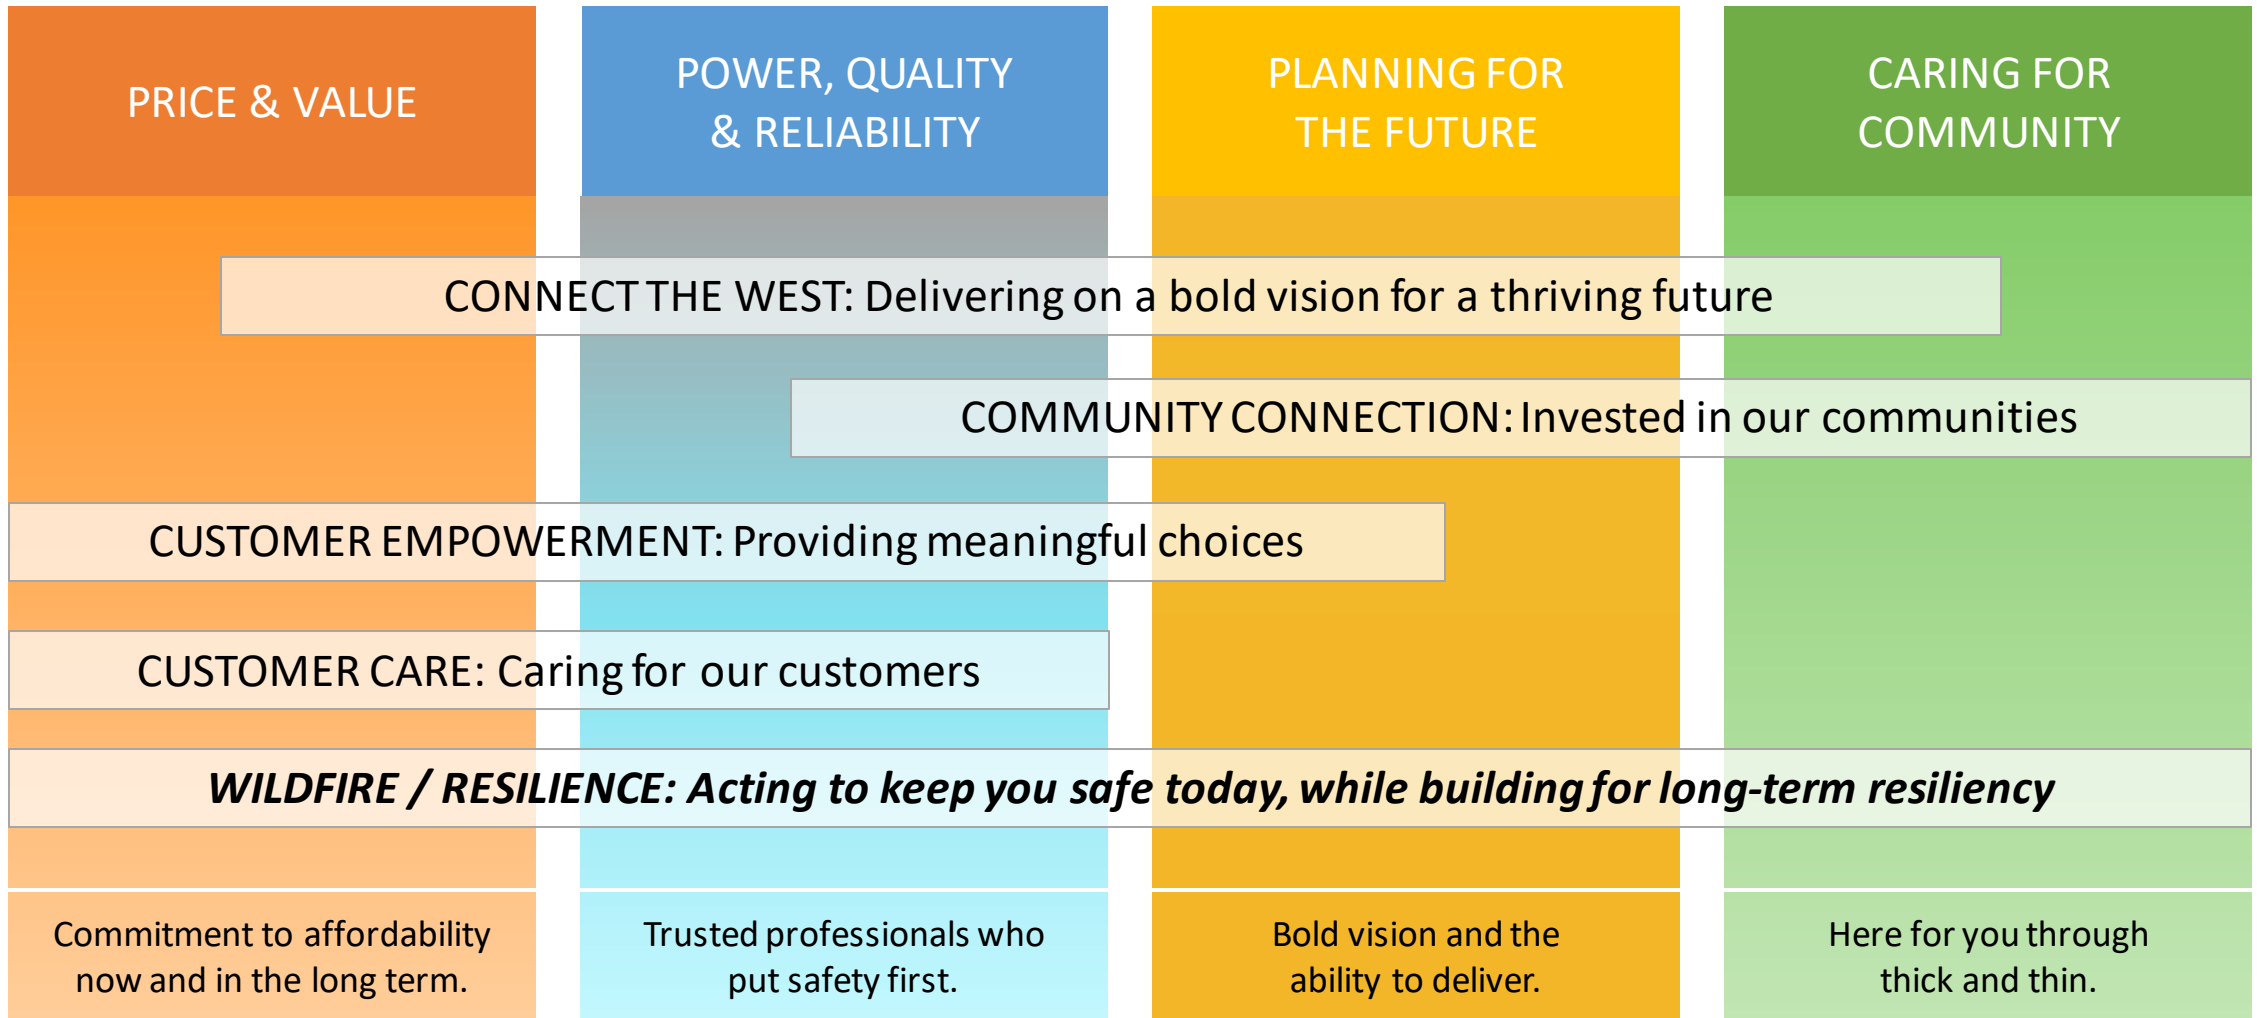 PRICE & VALUE
POWER, QUALITY
& RELIABILITY
PLANNING FOR
THE FUTURE
CARING FOR
COMMUNITY
CONNECT THE WEST: Delivering on a bold vision for a thriving future
COMMUNITY CONNECTION: Invested in our communities
CUSTOMER EMPOWERMENT: Providing meaningful choices
CUSTOMER CARE: Caring for our customers
WILDFIRE / RESILIENCE: Acting to keep you safe today, while building for long-term resiliency
Commitment to affordability
now and in the long term.
Trusted professionals who
put safety first.
Bold vision and the
ability to deliver.
Here for you through
thick and thin.